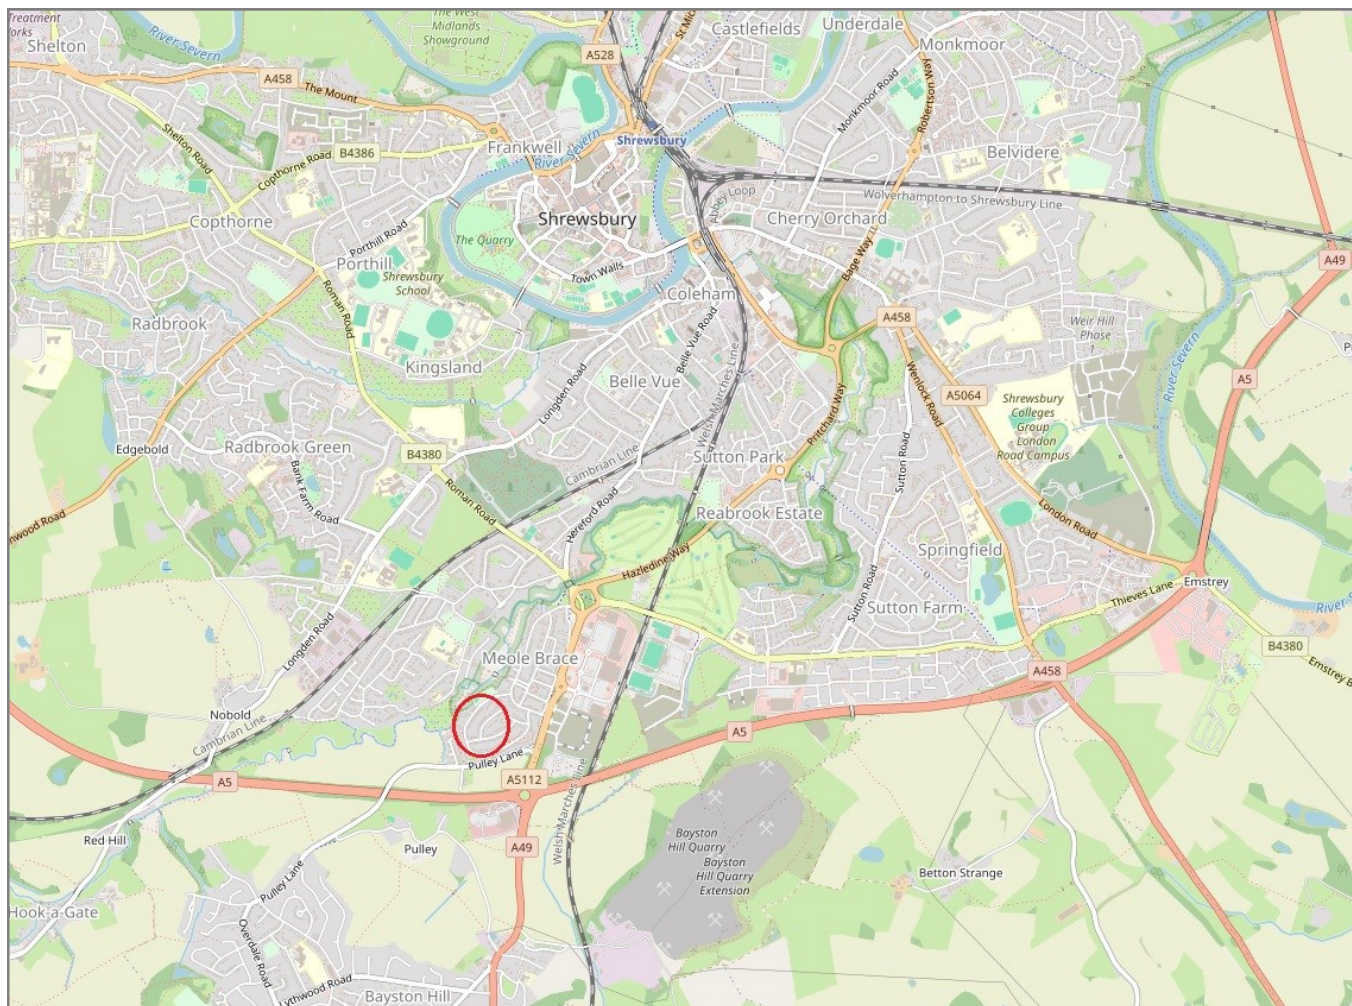 Treatment
Works
Shelton
River Severn
The West
Midlands
Showground
A528
St Mic
Castlefields
Underdale
Monkmoor
A458
The Mount
Shelton Road
Copthorne Road
B4386
Frankwell
River Severn
Shrewsbury
Monkmoor Road
Robertson Way
Belvidere
Copthorne
Porthill Road
Porthill
Shrewsbury
School
The Quarry
Shrewsbury
Town Walls
Abbey Loop
Cherry Orchard
Wolverhampton to Shrewsbury Line
Bage Way
A49
Coleham
Radbrook
Roman Road
Kingsland
Longden Road
Belle Vue
Belle Vue Road
Welsh Marches Line
A458
Weir Hill
Phase
1
River Severn
A5
Pritchard Way
Wenlock Road
A5064
Shrewsbury
Colleges
Group
London
Road Campus
Edgebold
Radbrook Green
Bank Farm Road
B4380
Roman Road
Cambrian Line
Hereford Road
Sutton Park
Sutton Road
Reabrook Estate
nwood Road
Hazledine Way
London Road
Springfield
Emstrey
Thieves Lane
Sutton Road
Sutton Farm
River Se
B4380
Emstrey B
Longden Road
Meole Brace
A458
Nobold
Cambrian Line
A5
Pulley Lane
A5
A5112
Red Hill
Pulley
A49
Welsh Marches Line
Bayston
Hill Quarry
Bayston
Hill Quarry
Extension
Betton Strange
Pulley Lane
Hook-a-Gate
Overdale Road
Lythwood Road
Bayston Hill